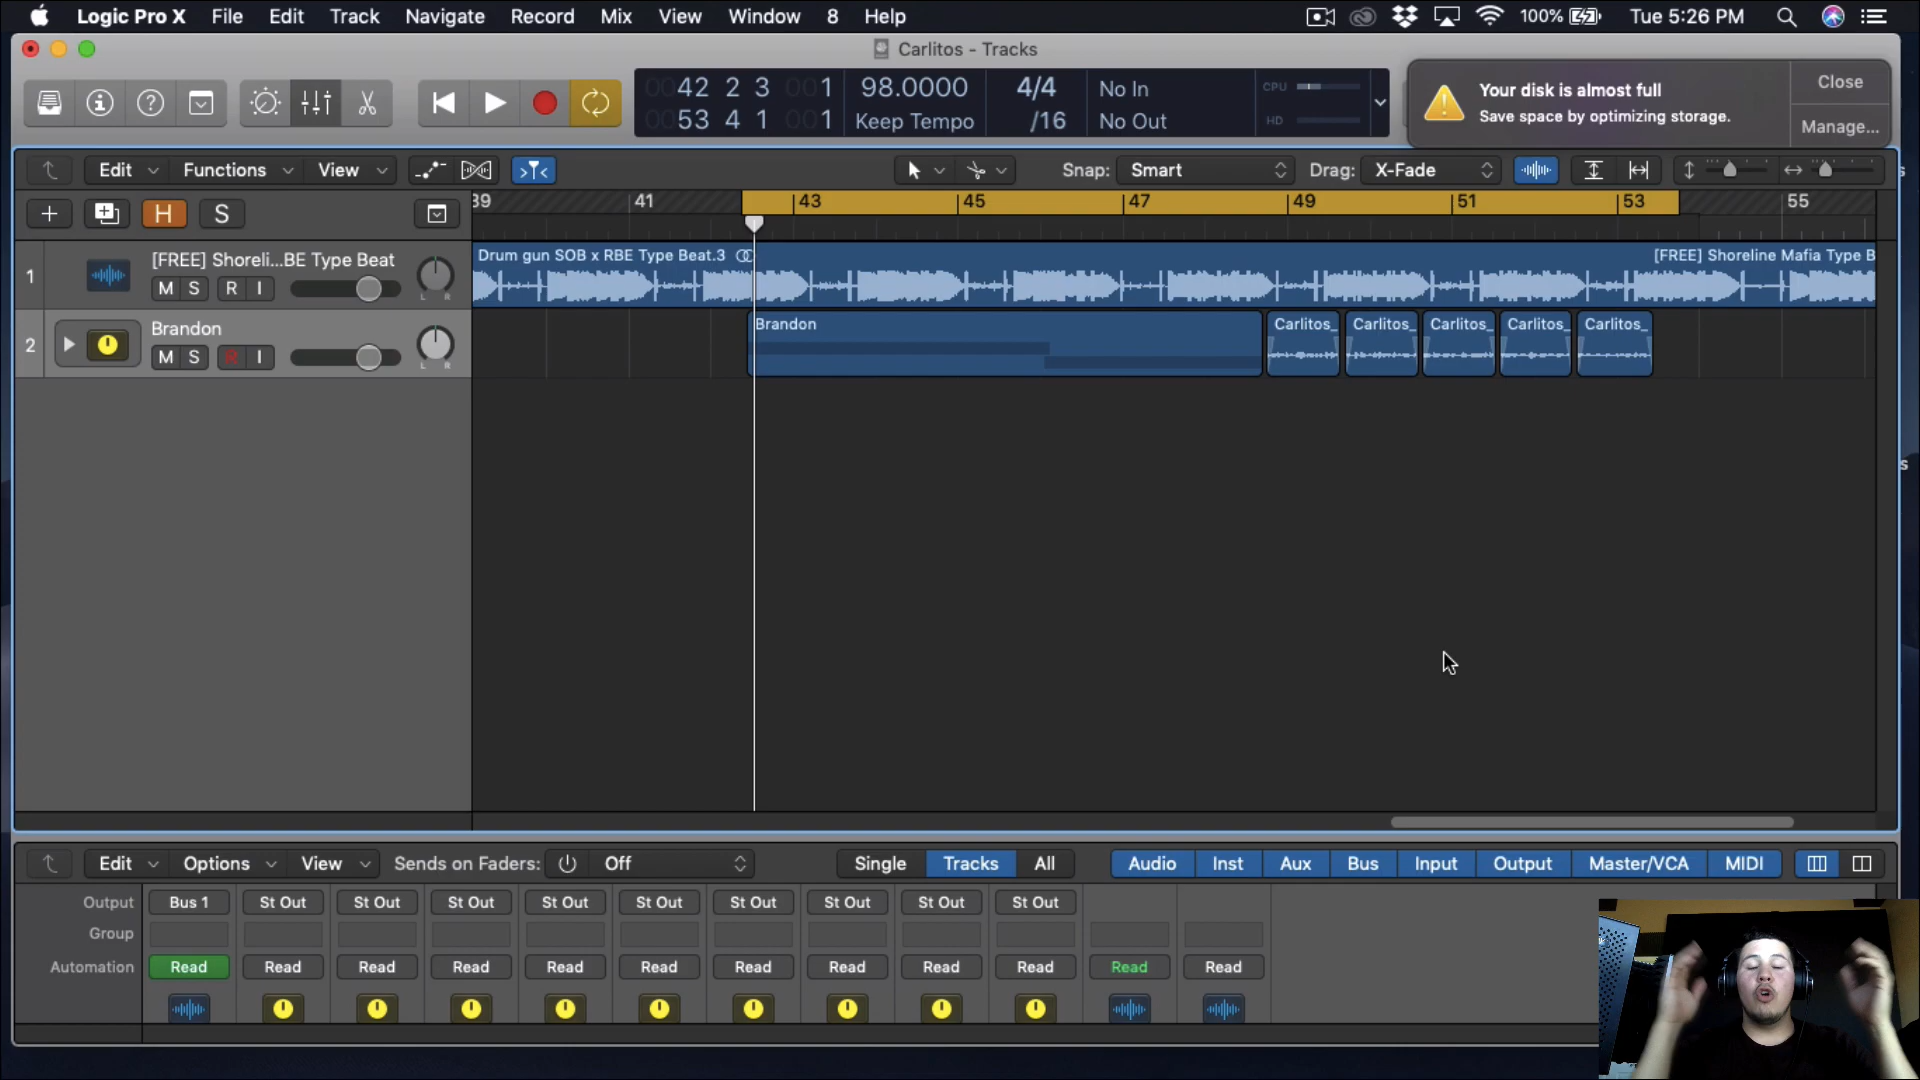 Logic Pro X File Edit Track Navigate Record Mix View Window 8 Help 100% Tue 5:26 PM
Carlitos - Tracks
0042 2 3 001 98.0000 4/4 No In CPU
0053 4 1 001 Keep Tempo /16 No Out HD
Your disk is almost full
Save space by optimizing storage.
Close
Manage...
Edit Functions View Snap: Smart Drag: X-Fade
H S 39 41 43 45 47 49 51 53 55
1 [FREE] Shoreli...BE Type Beat
M S R I
Drum gun SOB x RBE Type Beat.3 [FREE] Shoreline Mafia Type B
L R
2 Brandon
M S R I
L R
Brandon Carlitos_ Carlitos_ Carlitos_ Carlitos_ Carlitos_
Edit Options View Sends on Faders: Off Single Tracks All Audio Inst Aux Bus Input Output Master/VCA MIDI
Output Bus 1 St Out St Out St Out St Out St Out St Out St Out St Out St Out
Group
Automation Read Read Read Read Read Read Read Read Read Read Read Read